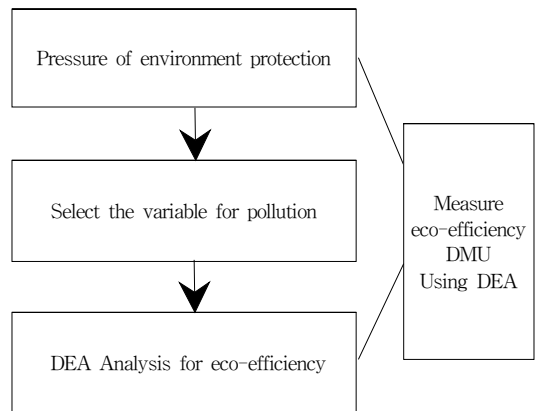 Pressure of environment protection
Select the variable for pollution
DEA Analysis for eco-efficiency
Measure
eco-efficiency
DMU
Using DEA